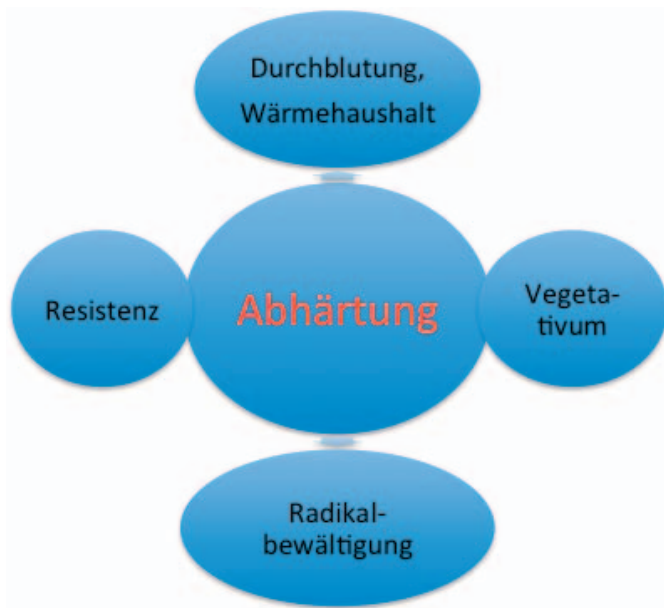 Durchblutung,
Wärmehaushalt
Resistenz
Abhärtung
Vegeta-
tivum
Radikal-
bewältigung